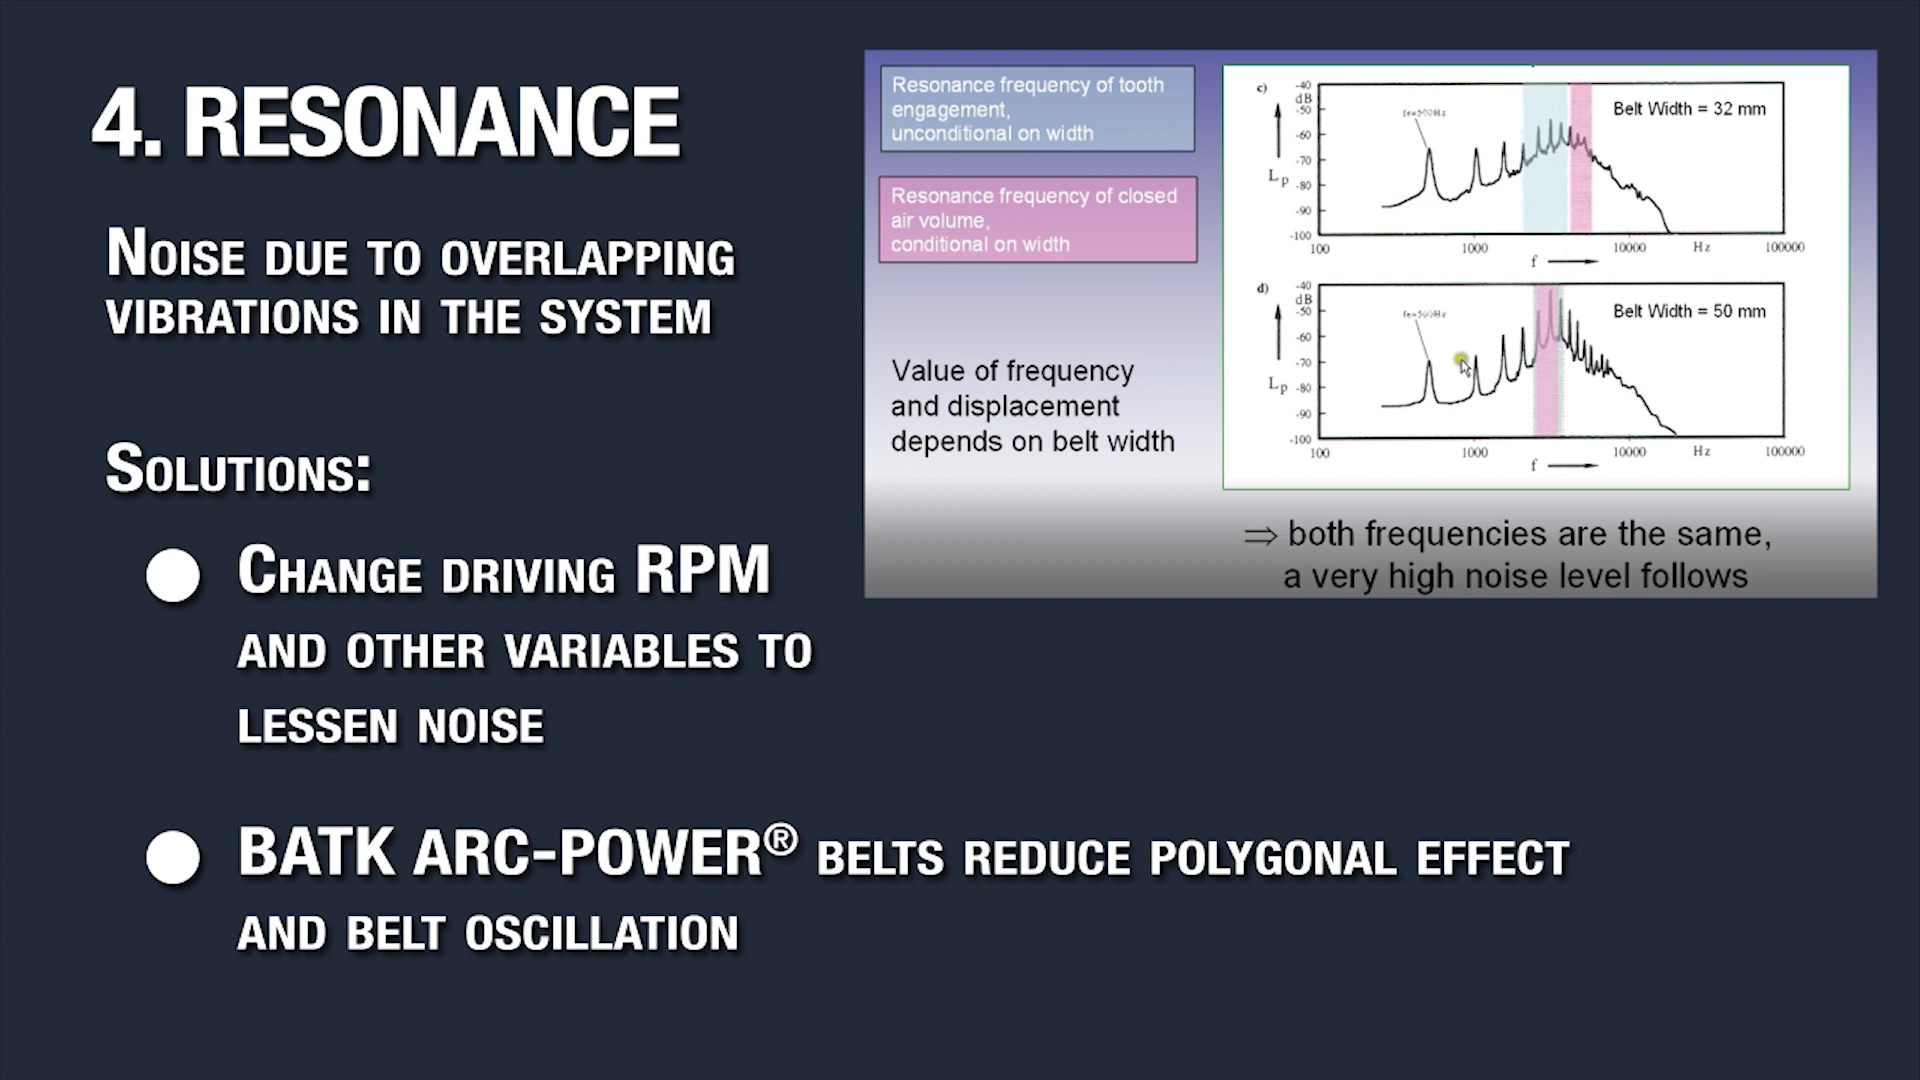 4. RESONANCE
NOISE DUE TO OVERLAPPING
VIBRATIONS IN THE SYSTEM
SOLUTIONS:
CHANGE DRIVING RPM
AND OTHER VARIABLES TO
LESSEN NOISE
BATK ARC-POWER® BELTS REDUCE POLYGONAL EFFECT
AND BELT OSCILLATION
Resonance frequency of tooth
engagement,
unconditional on width
Resonance frequency of closed
air volume,
conditional on width
Value of frequency
and displacement
depends on belt width
c)
-40
dB
-50
-60
-70
-80
-90
-100
Lp
fe=500Hz
Belt Width = 32 mm
100 1000 10000 Hz 100000
f
d)
-40
dB
-50
-60
-70
-80
-90
-100
Lp
fe=500Hz
Belt Width = 50 mm
100 1000 10000 Hz 100000
f
⇒ both frequencies are the same,
a very high noise level follows